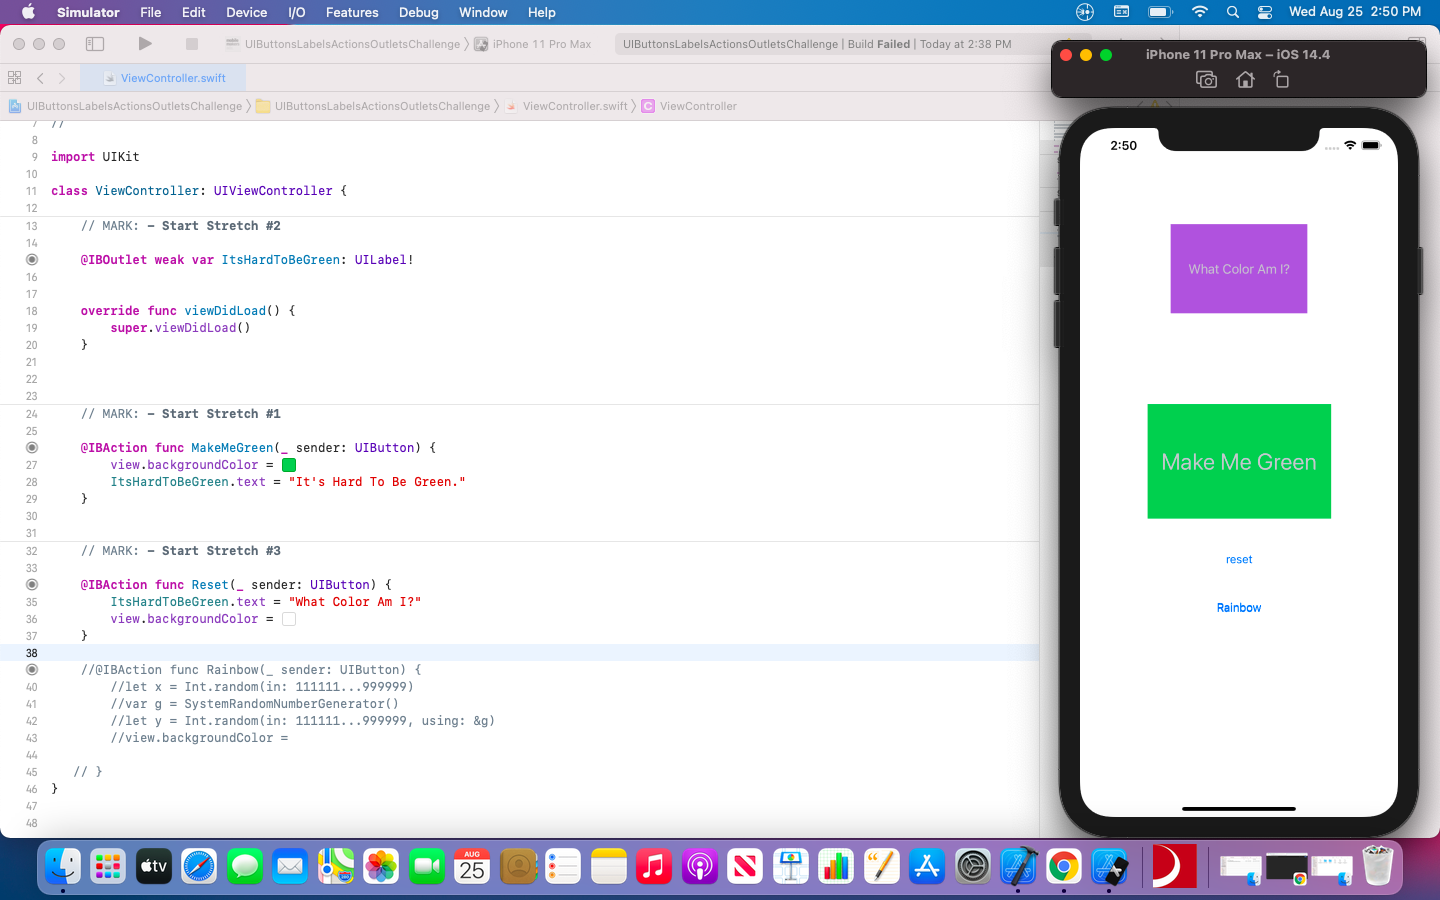 Simulator File Edit Device I/O Features Debug Window Help Wed Aug 25 2:50 PM
UIButtonsLabelsActionsOutletsChallenge 〉 iPhone 11 Pro Max
UIButtonsLabelsActionsOutletsChallenge | Build Failed | Today at 2:38 PM
ViewController.swift
UIButtonsLabelsActionsOutletsChallenge 〉 UIButtonsLabelsActionsOutletsChallenge 〉 ViewController.swift 〉 C ViewController
7 //
8
9 import UIKit
10
11 class ViewController: UIViewController {
12
13 // MARK: - Start Stretch #2
14
@IBOutlet weak var ItsHardToBeGreen: UILabel!
16
17
18 override func viewDidLoad() {
19 super.viewDidLoad()
20 }
21
22
23
24 // MARK: - Start Stretch #1
25
@IBAction func MakeMeGreen(_ sender: UIButton) {
27 view.backgroundColor =
28 ItsHardToBeGreen.text = "It's Hard To Be Green."
29 }
30
31
32 // MARK: - Start Stretch #3
33
@IBAction func Reset(_ sender: UIButton) {
35 ItsHardToBeGreen.text = "What Color Am I?"
36 view.backgroundColor =
37 }
38
//@IBAction func Rainbow(_ sender: UIButton) {
40 //let x = Int.random(in: 111111...999999)
41 //var g = SystemRandomNumberGenerator()
42 //let y = Int.random(in: 111111...999999, using: &g)
43 //view.backgroundColor =
44
45 // }
46 }
47
48
iPhone 11 Pro Max – iOS 14.4
2:50
What Color Am I?
Make Me Green
reset
Rainbow
tv
AUG
25